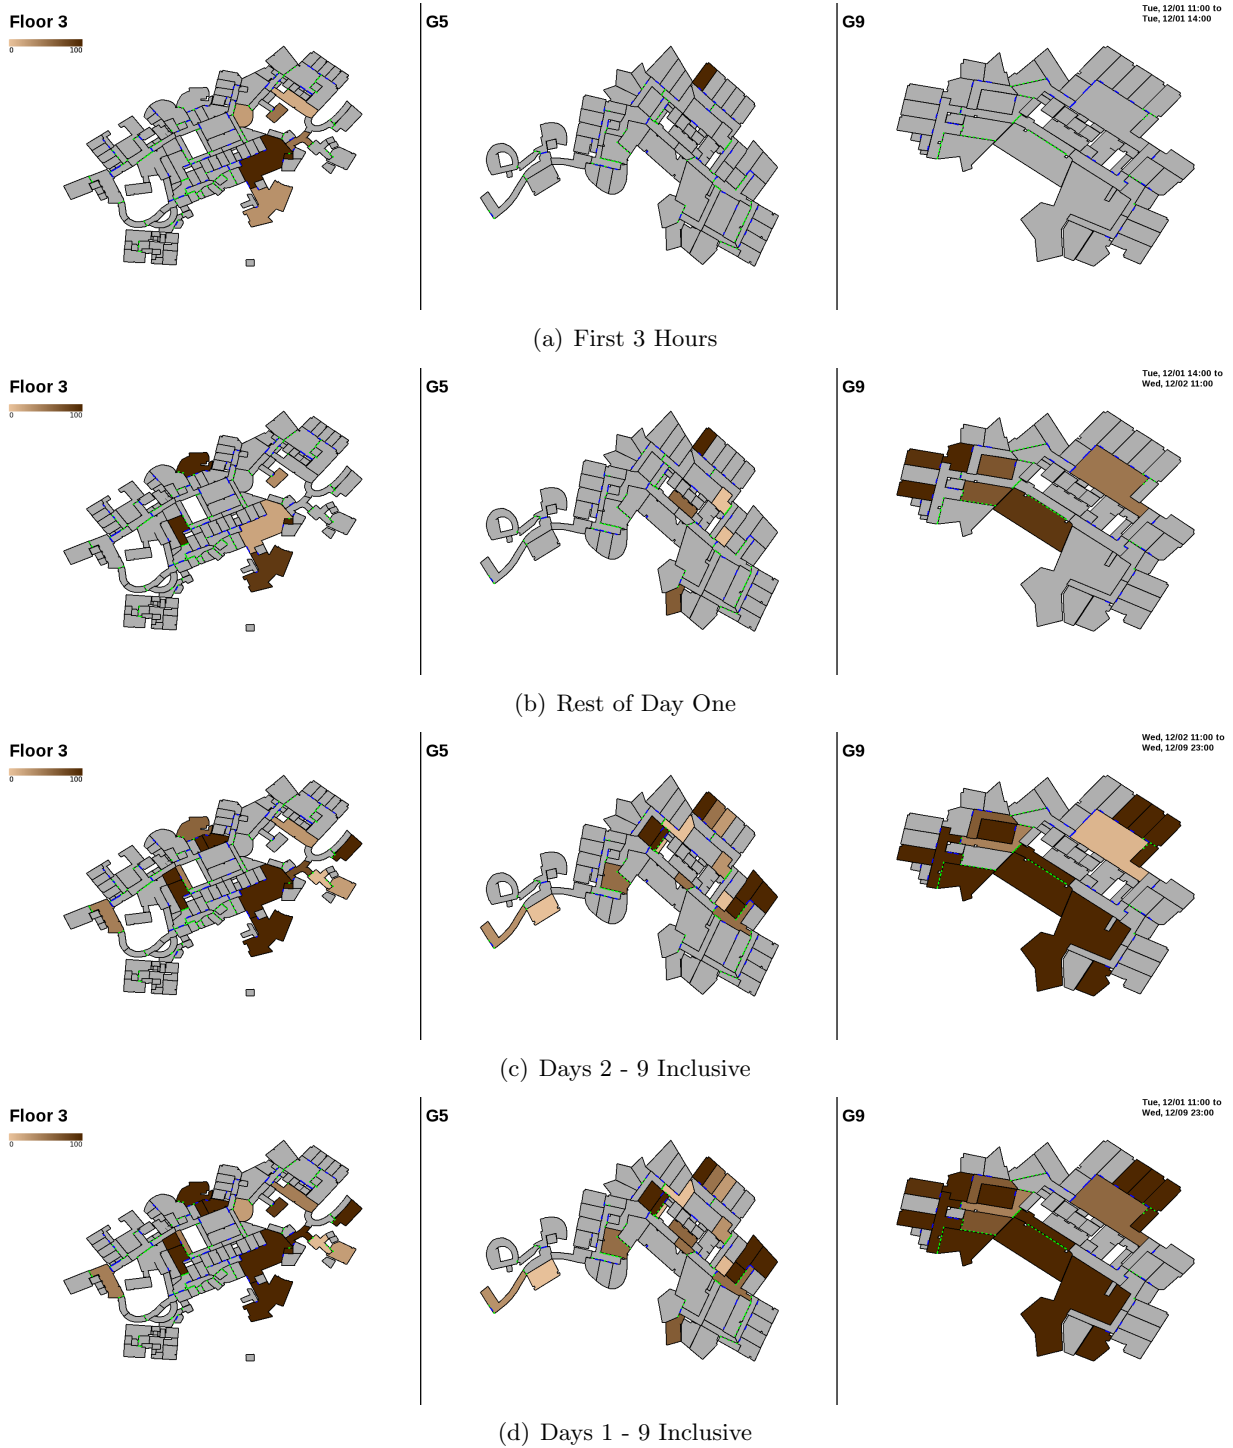 Floor 3
0 100
G5
G9
Tue, 12/01 11:00 to
Tue, 12/01 14:00
(a) First 3 Hours
Floor 3
0 100
G5
G9
Tue, 12/01 14:00 to
Wed, 12/02 11:00
(b) Rest of Day One
Floor 3
0 100
G5
G9
Wed, 12/02 11:00 to
Wed, 12/09 23:00
(c) Days 2 - 9 Inclusive
Floor 3
0 100
G5
G9
Tue, 12/01 11:00 to
Wed, 12/09 23:00
(d) Days 1 - 9 Inclusive